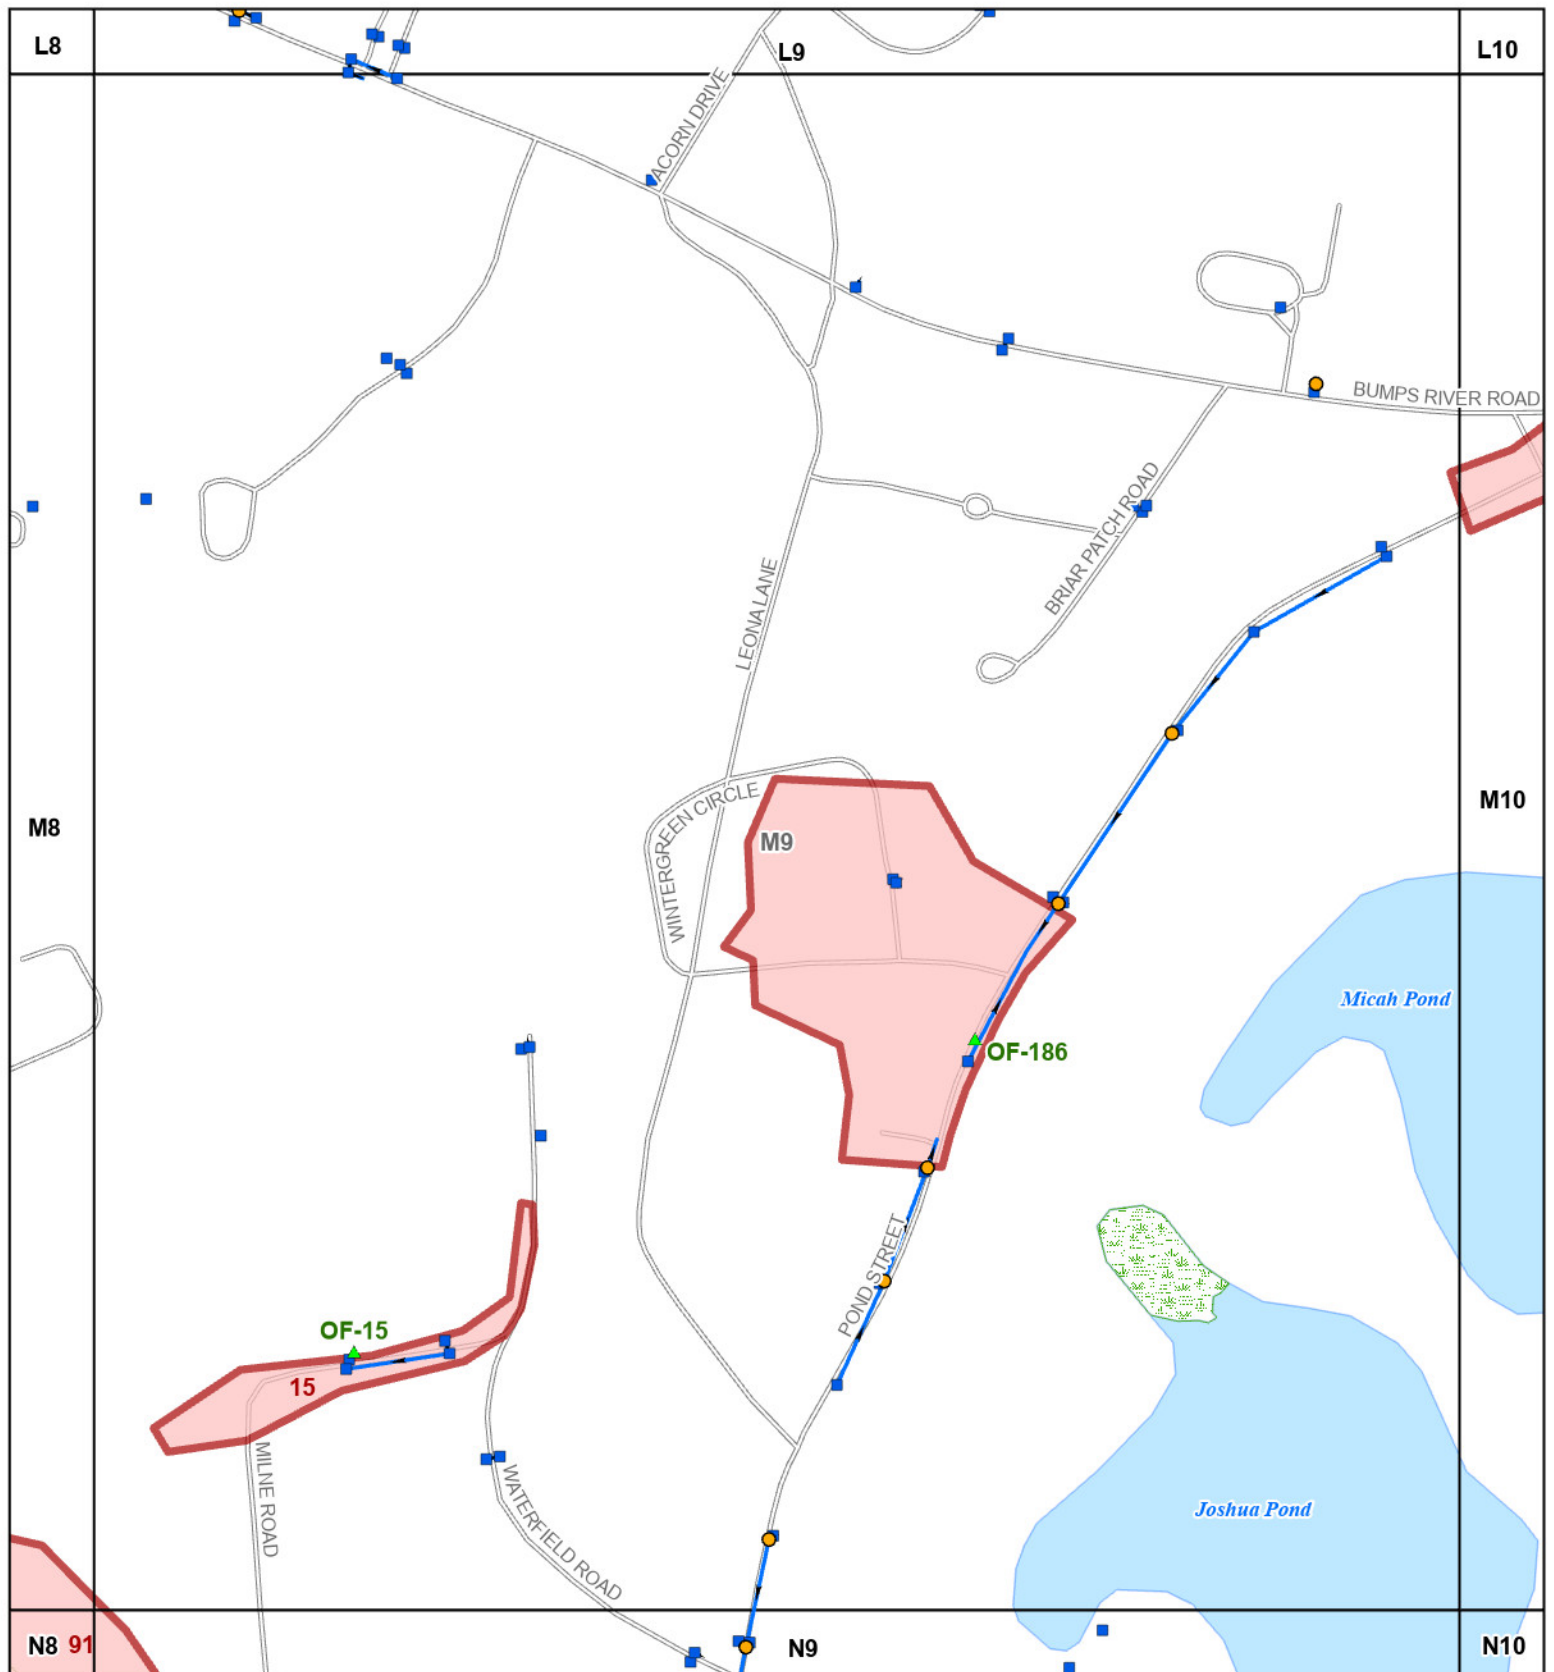 L8
L9
L10
ACORN DRIVE
BUMPS RIVER ROAD
BRIAR PATCH ROAD
LEONA LANE
WINTERGREEN CIRCLE
M8
M9
M10
Micah Pond
OF-186
POND STREET
OF-15
15
MILNE ROAD
WATERFIELD ROAD
Joshua Pond
N8
91
N9
N10